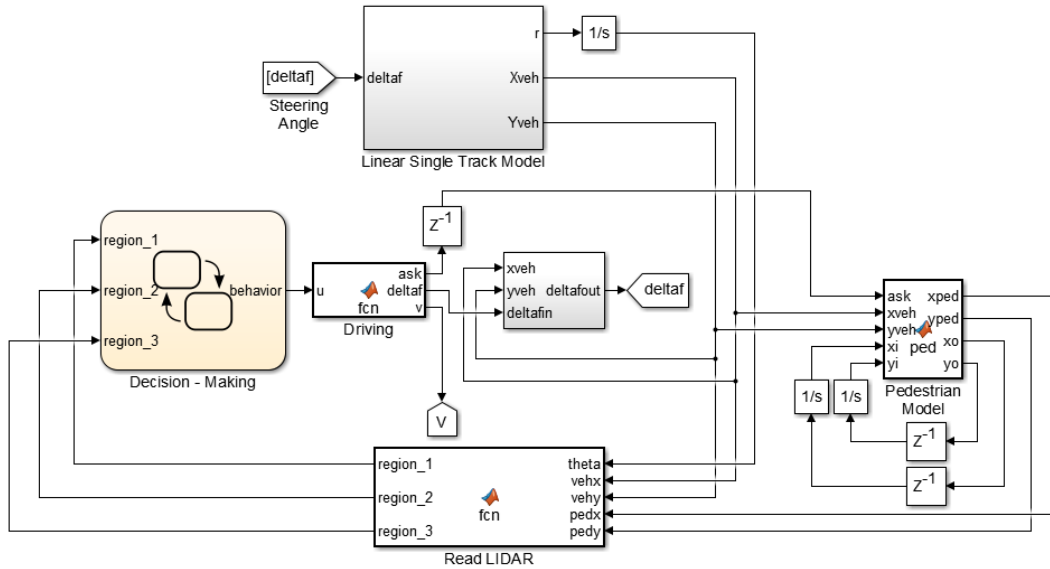 r
1/s
[deltaf]
deltaf
Xveh
Steering
Angle
Yveh
Linear Single Track Model
Z-1
region_1
region_2
region_3
behavior
Decision - Making
u
ask
deltaf
v
fcn
Driving
xveh
yveh
deltafin
deltafout
deltaf
V
ask
xveh
yveh
xi
yi
xped
yped
xo
yo
ped
Pedestrian
Model
1/s
1/s
Z-1
Z-1
region_1
region_2
region_3
fcn
theta
vehx
vehy
pedx
pedy
Read LIDAR